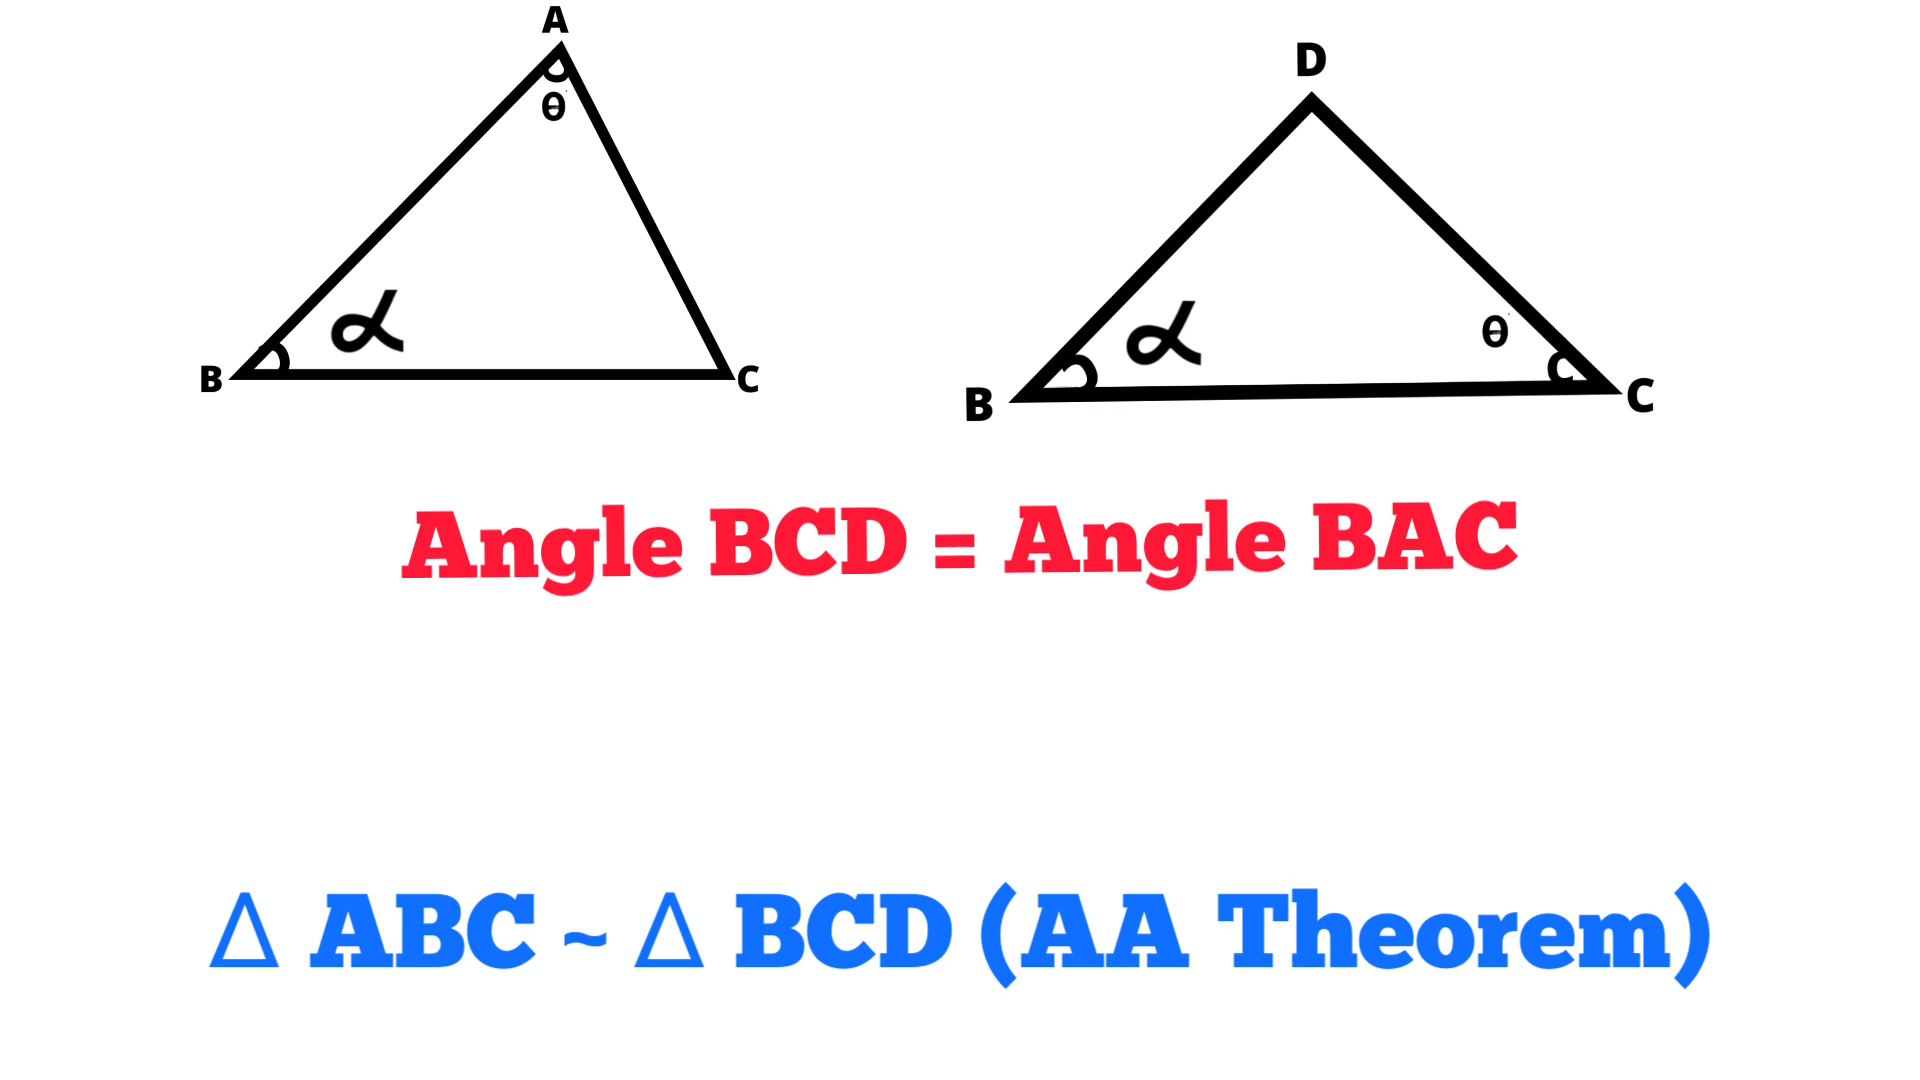 A
θ
D
α
B
C
α
θ
B
C
Angle BCD = Angle BAC
Δ ABC ~ Δ BCD (AA Theorem)